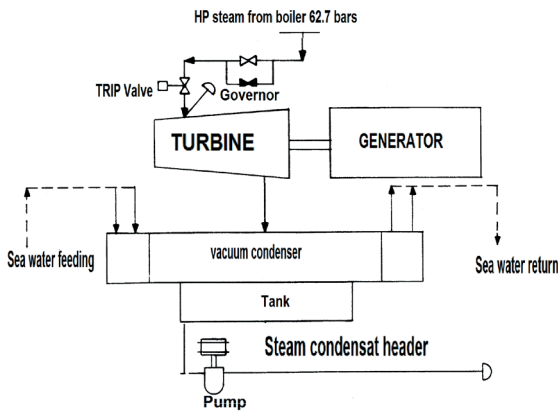 HP steam from boiler 62.7 bars
TRIP Valve
Governor
TURBINE
GENERATOR
Sea water feeding
vacuum condenser
Sea water return
Tank
Steam condensat header
Pump